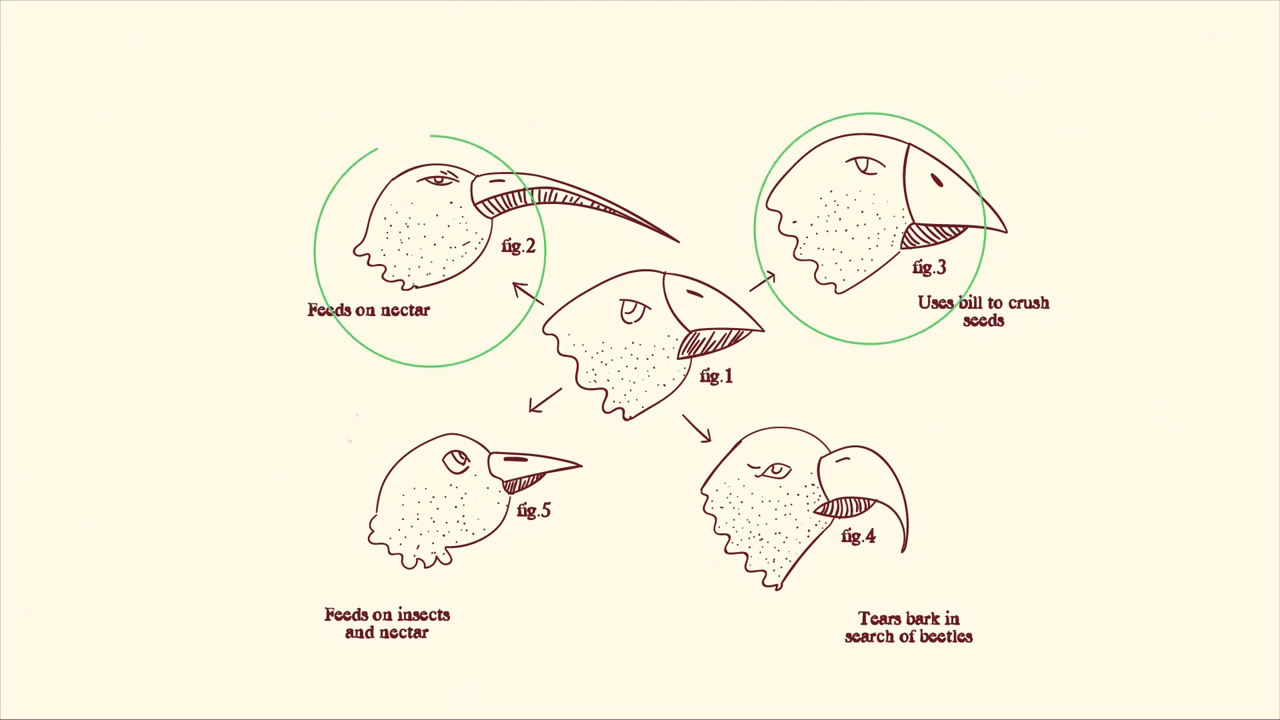 fig.2
Feeds on nectar
fig.3
Uses bill to crush
seeds
fig.1
fig.5
Feeds on insects
and nectar
fig.4
Tears bark in
search of beetles